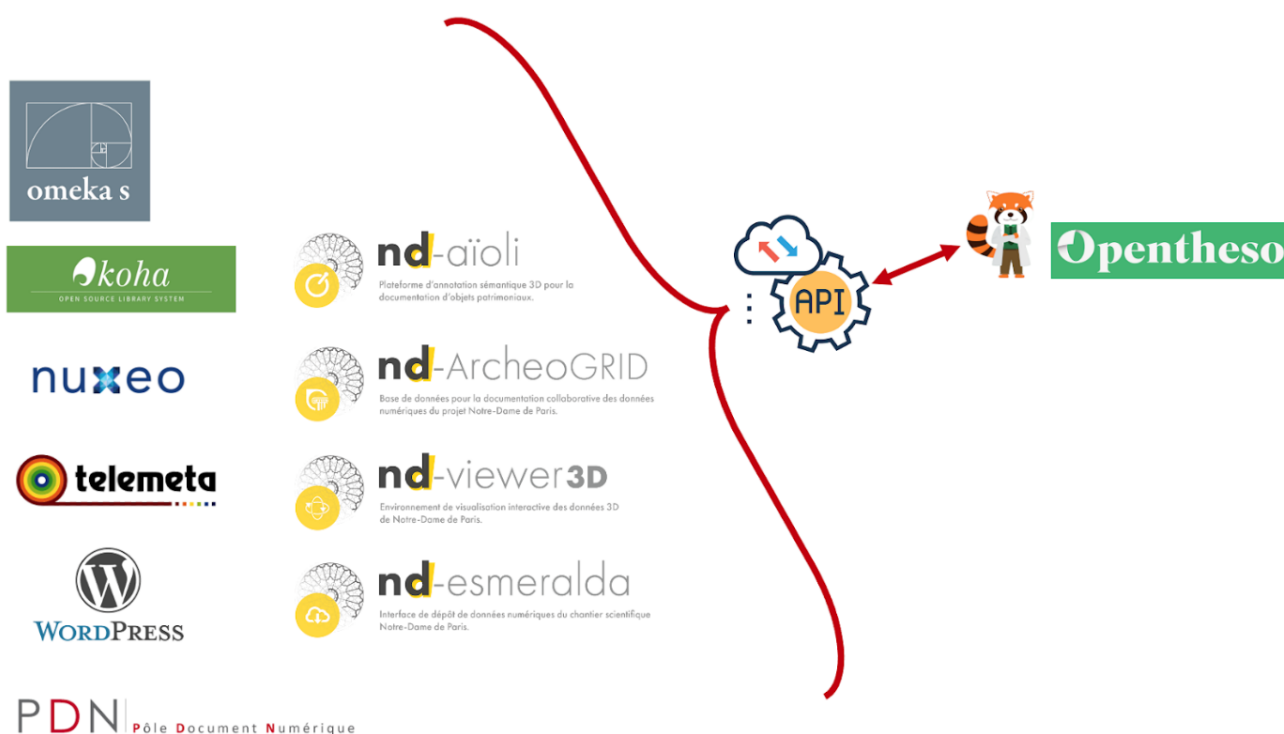 omeka s
koha
OPEN SOURCE LIBRARY SYSTEM
nuxeo
telemeta
WORDPRESS
PDN Pôle Document Numérique
nd-aïoli
Plateforme d'annotation sémantique 3D pour la
documentation d'objets patrimoniaux.
nd-ArcheoGRID
Base de données pour la documentation collaborative des données
numériques du projet Notre-Dame de Paris.
nd-viewer3D
Environnement de visualisation interactive des données 3D
de Notre-Dame de Paris.
nd-esmeralda
Interface de dépôt de données numériques du chantier scientifique
Notre-Dame de Paris.
API
Opentheso